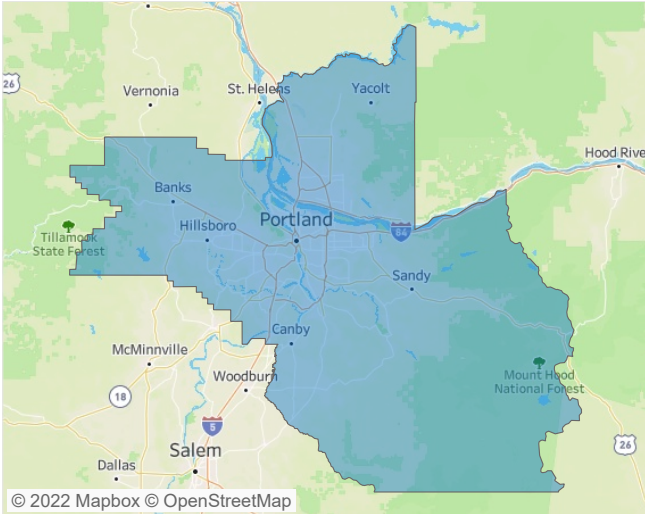 26
Vernonia
St. Helens
Yacolt
Hood Rive
Banks
Portland
Hillsboro
84
Tillamook
State Forest
Sandy
Canby
McMinnville
Mount Hood
National Forest
Woodburn
18
5
26
Salem
Dallas
© 2022 Mapbox © OpenStreetMap